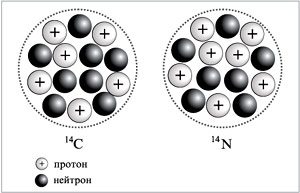 + + + + + + + + + + + + +
¹⁴C ¹⁴N
+ протон
нейтрон